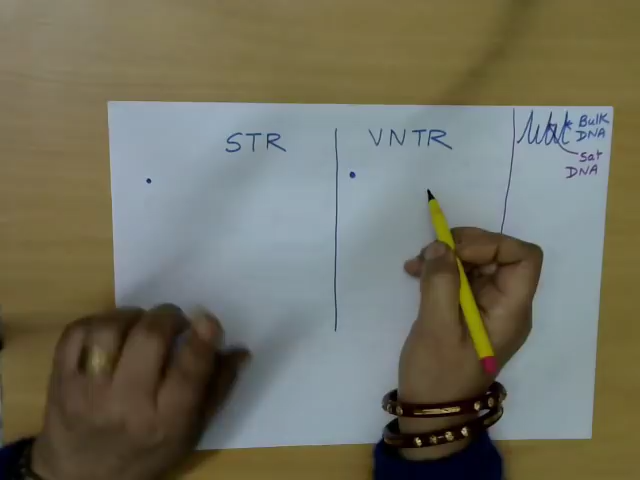 STR
VNTR
Bulk
DNA
Sat
DNA